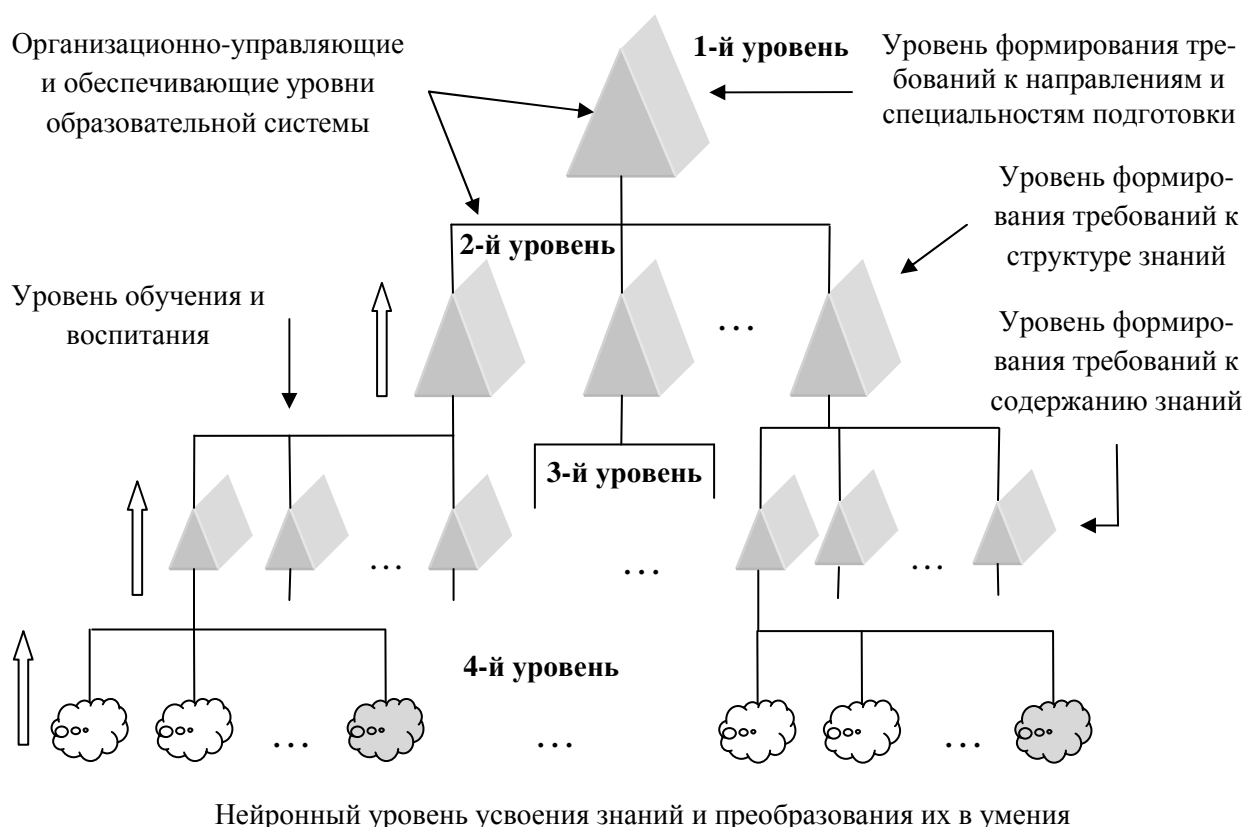 Организационно-управляющие
и обеспечивающие уровни
образовательной системы
1-й уровень
Уровень формирования тре-
бований к направлениям и
специальностям подготовки
Уровень формиро-
вания требований к
структуре знаний
2-й уровень
Уровень обучения и
воспитания
...
Уровень формиро-
вания требований к
содержанию знаний
3-й уровень
...
...
...
4-й уровень
...
...
...
Нейронный уровень усвоения знаний и преобразования их в умения